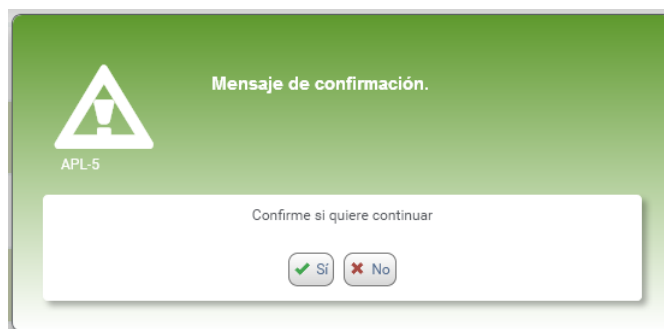 Mensaje de confirmación.
APL-5
Confirme si quiere continuar
Sí No